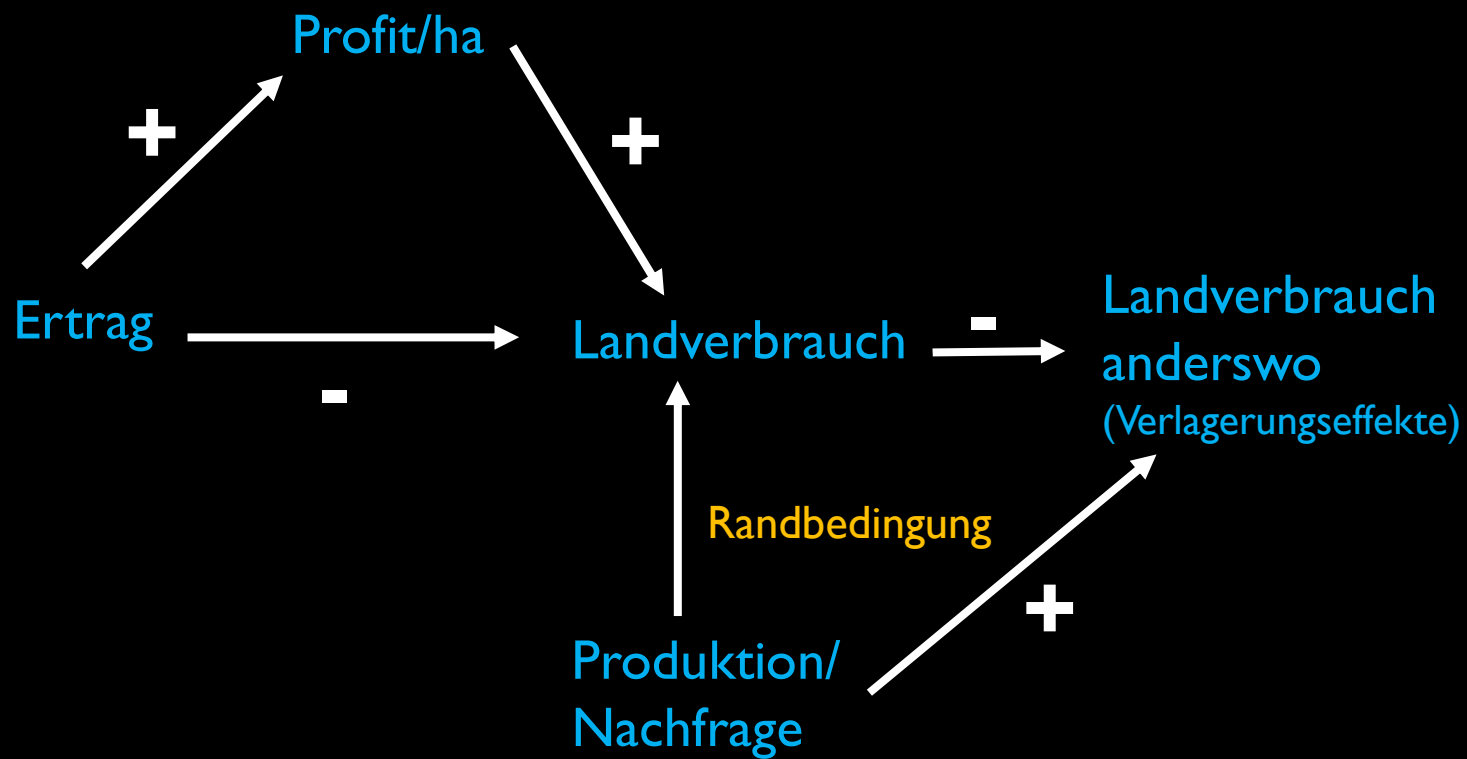 Profit/ha
+
+
Ertrag
-
Landverbrauch
-
Landverbrauch
anderswo
(Verlagerungseffekte)
Randbedingung
+
Produktion/
Nachfrage